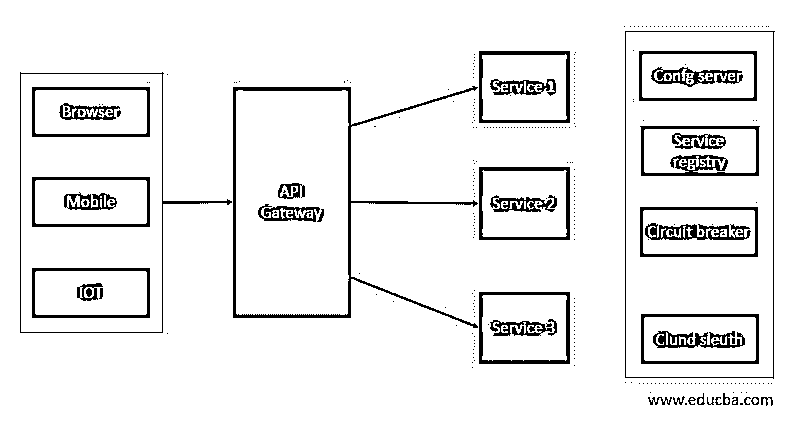 Browser
Mobile
IOT
API
Gateway
Service 1
Service 2
Service 3
Confg server
Service
registry
Circuit breaker
Clund sleuth
www.educba.com